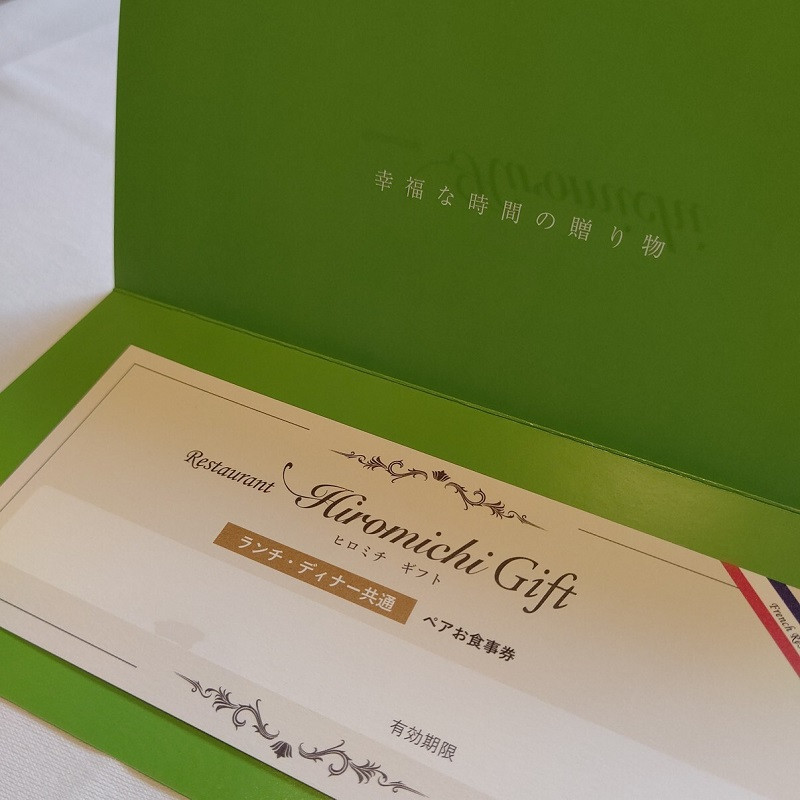 幸福な時間の贈り物
Restaurant Hiromichi Gift
ヒロミチ ギフト
ランチ・ディナー共通 ペアお食事券
French
有効期限